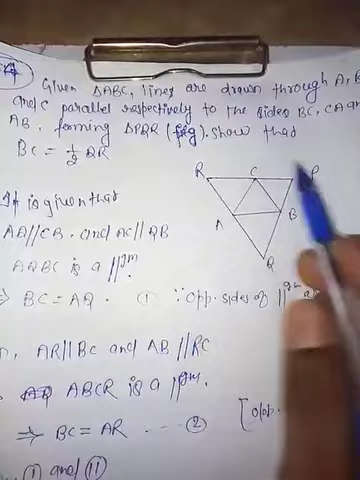 Given ΔABC, lines are drawn through A, B
and C parallel respectively to the sides BC, CA and
AB, forming ΔPQR (fig). Show that
BC = 1/2 QR
R C P
A B
Q
It is given that
AQ//CB and AC//QB
AQBC is a ||gm.
⇒ BC = AQ. ① ∵ opp. sides of ||gm
AR//BC and AB//RC
ABCR is a ||gm.
⇒ BC = AR ---- ② [opp.
① and ⑪